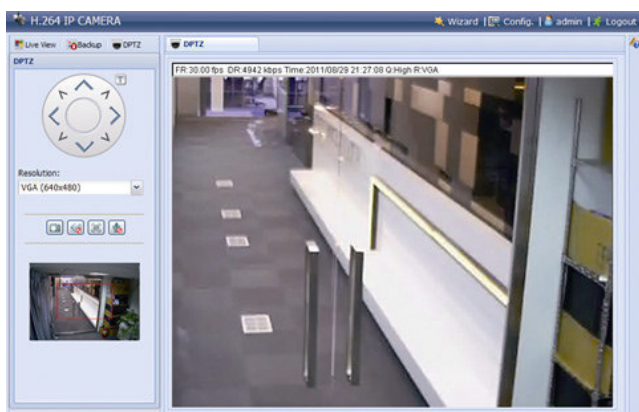 H.264 IP CAMERA
Wizard | Config. | admin | Logout
Live View Backup DPTZ
DPTZ
DPTZ
FR:30.00 fps DR:4942 kbps Time:2011/08/29 21:27:08 Q:High R:VGA
T
Resolution:
VGA (640x480)